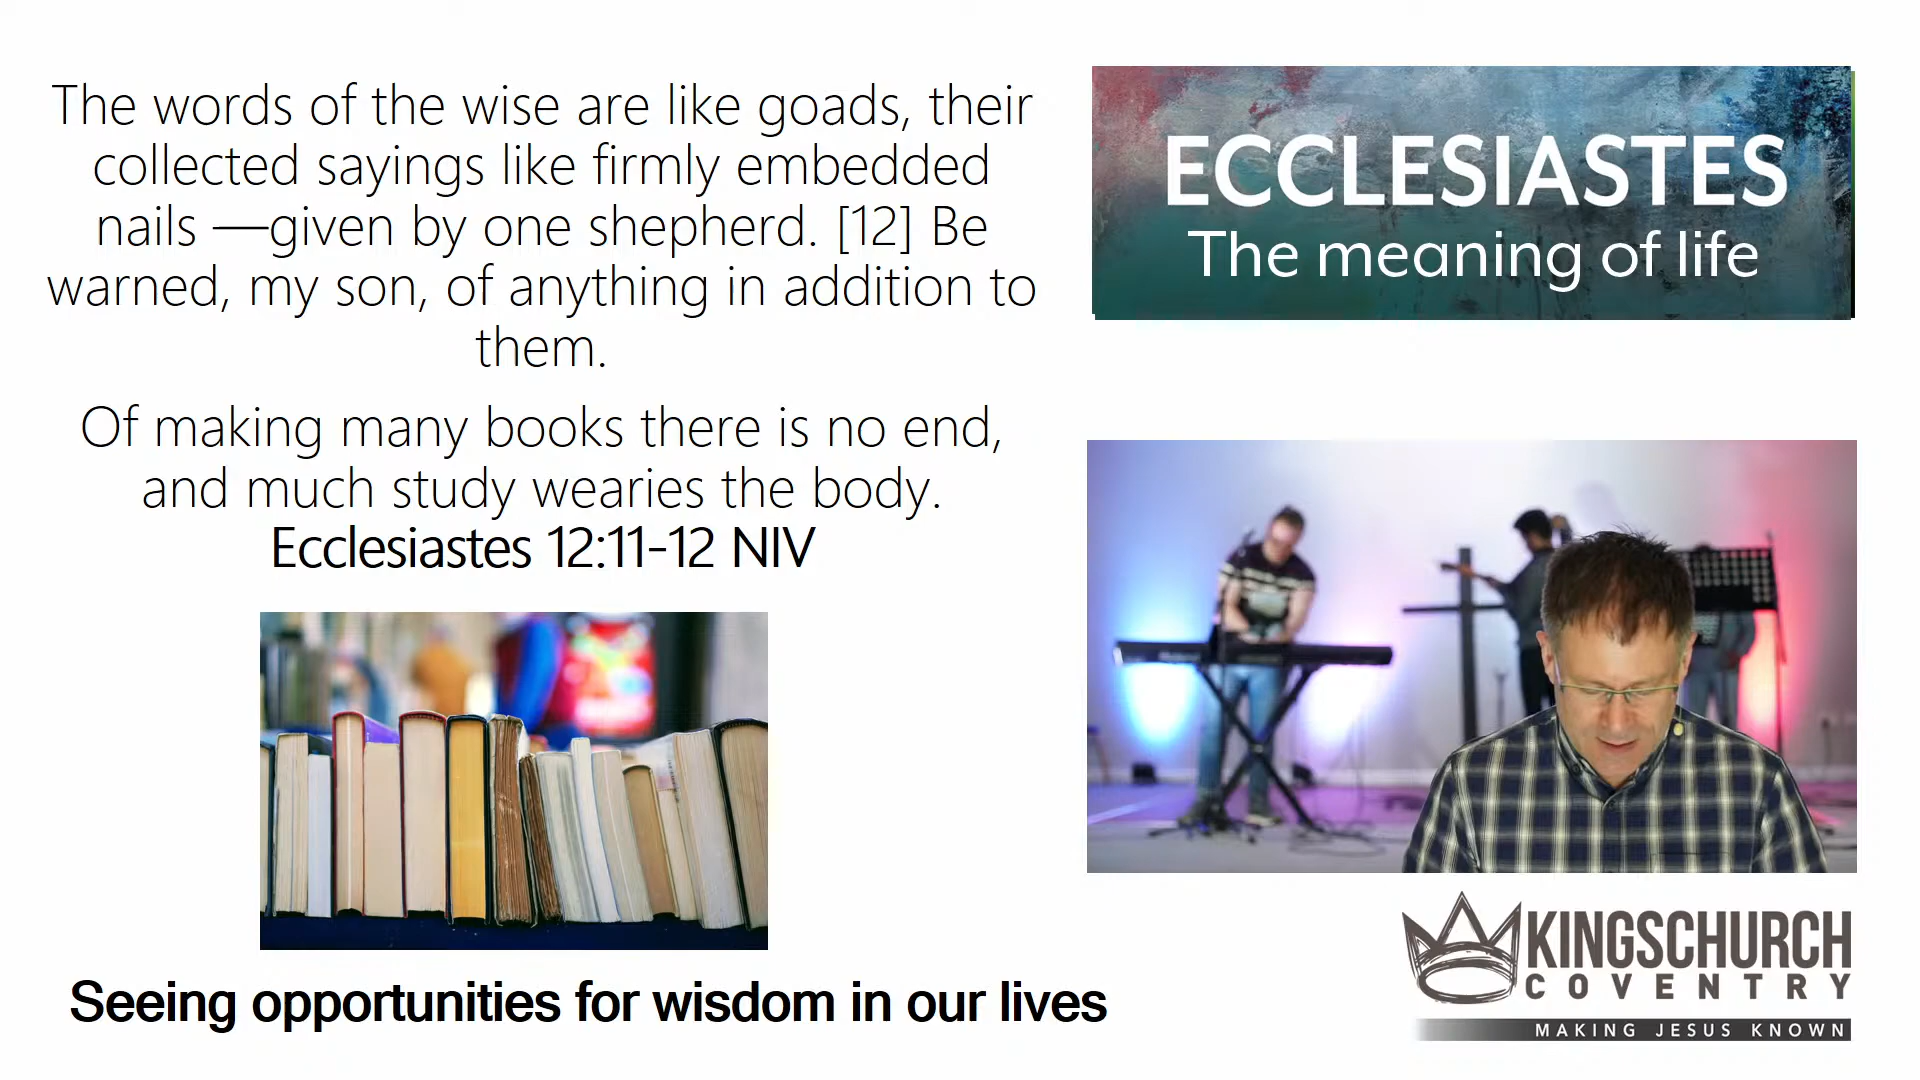 The words of the wise are like goads, their
collected sayings like firmly embedded
nails —given by one shepherd. [12] Be
warned, my son, of anything in addition to
them.
Of making many books there is no end,
and much study wearies the body.
Ecclesiastes 12:11-12 NIV
Seeing opportunities for wisdom in our lives
ECCLESIASTES
The meaning of life
KINGSCHURCH
COVENTRY
MAKING JESUS KNOWN